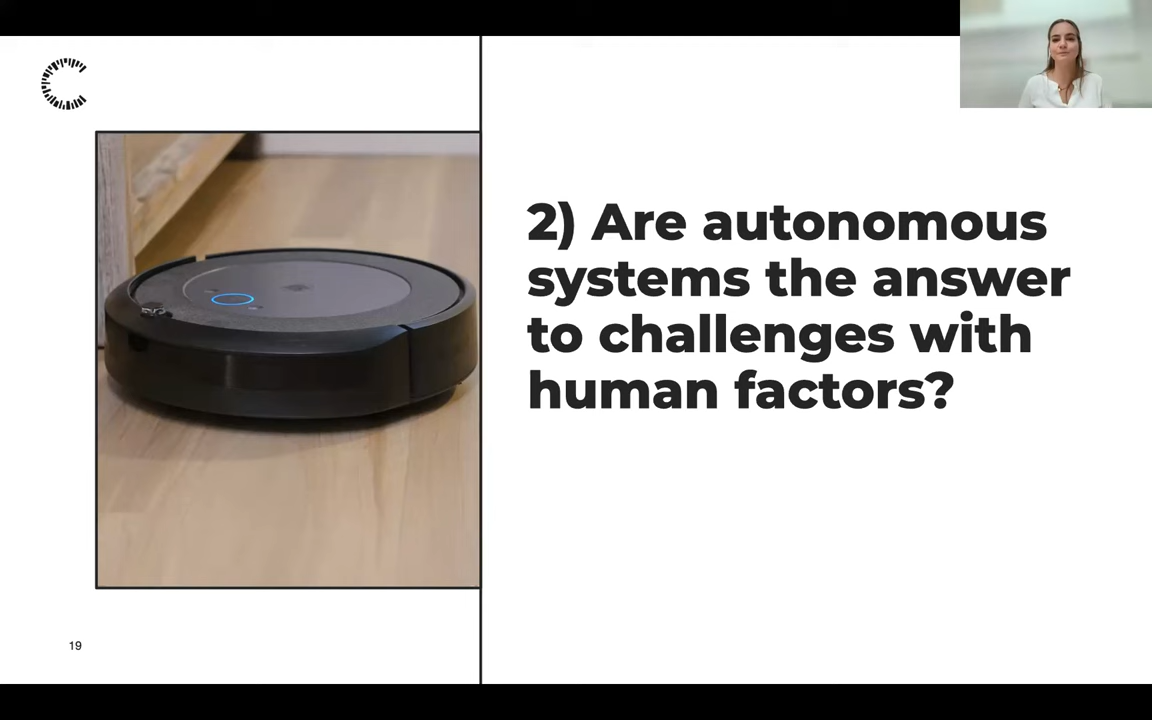 2) Are autonomous
systems the answer
to challenges with
human factors?
19